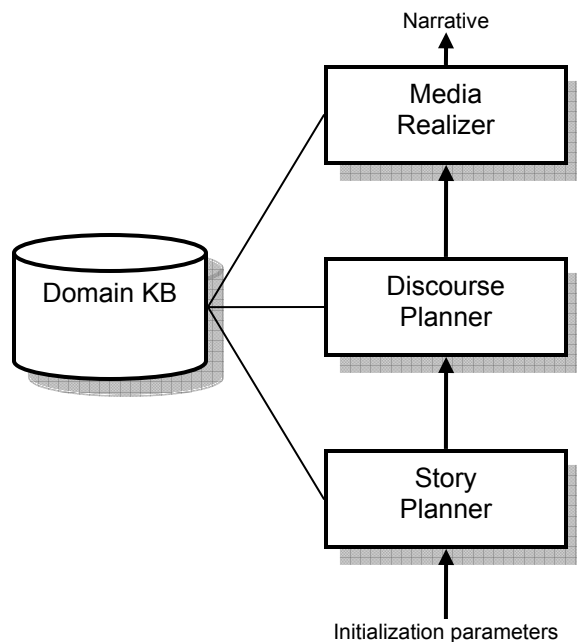 Narrative
Media
Realizer
Domain KB
Discourse
Planner
Story
Planner
Initialization parameters